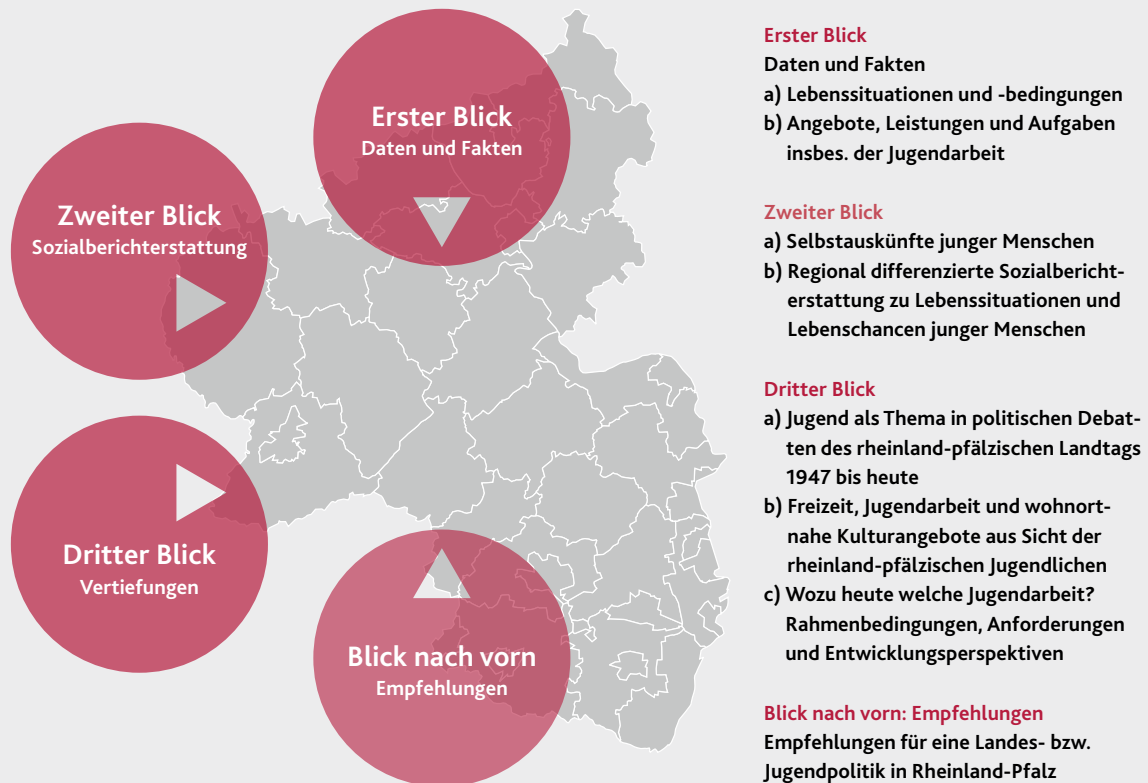 Erster Blick
Daten und Fakten
Zweiter Blick
Sozialberichterstattung
Dritter Blick
Vertiefungen
Blick nach vorn
Empfehlungen
Erster Blick
Daten und Fakten
a) Lebenssituationen und -bedingungen
b) Angebote, Leistungen und Aufgaben
insbes. der Jugendarbeit
Zweiter Blick
a) Selbstauskünfte junger Menschen
b) Regional differenzierte Sozialbericht-
erstattung zu Lebenssituationen und
Lebenschancen junger Menschen
Dritter Blick
a) Jugend als Thema in politischen Debat-
ten des rheinland-pfälzischen Landtags
1947 bis heute
b) Freizeit, Jugendarbeit und wohnort-
nahe Kulturangebote aus Sicht der
rheinland-pfälzischen Jugendlichen
c) Wozu heute welche Jugendarbeit?
Rahmenbedingungen, Anforderungen
und Entwicklungsperspektiven
Blick nach vorn: Empfehlungen
Empfehlungen für eine Landes- bzw.
Jugendpolitik in Rheinland-Pfalz